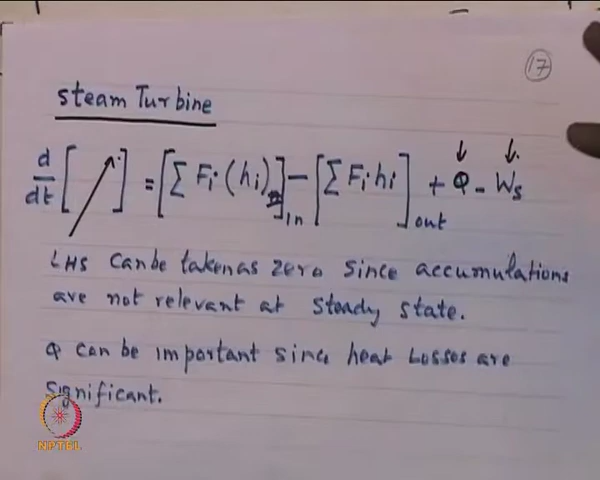 17
Steam Turbine
d/dt [ ] = [∑ Fi (hi)]in − [∑ Fi hi]out + Q - Ws
LHS can be taken as zero since accumulations
are not relevant at steady state.
Q can be important since heat losses are
significant.
NPTEL